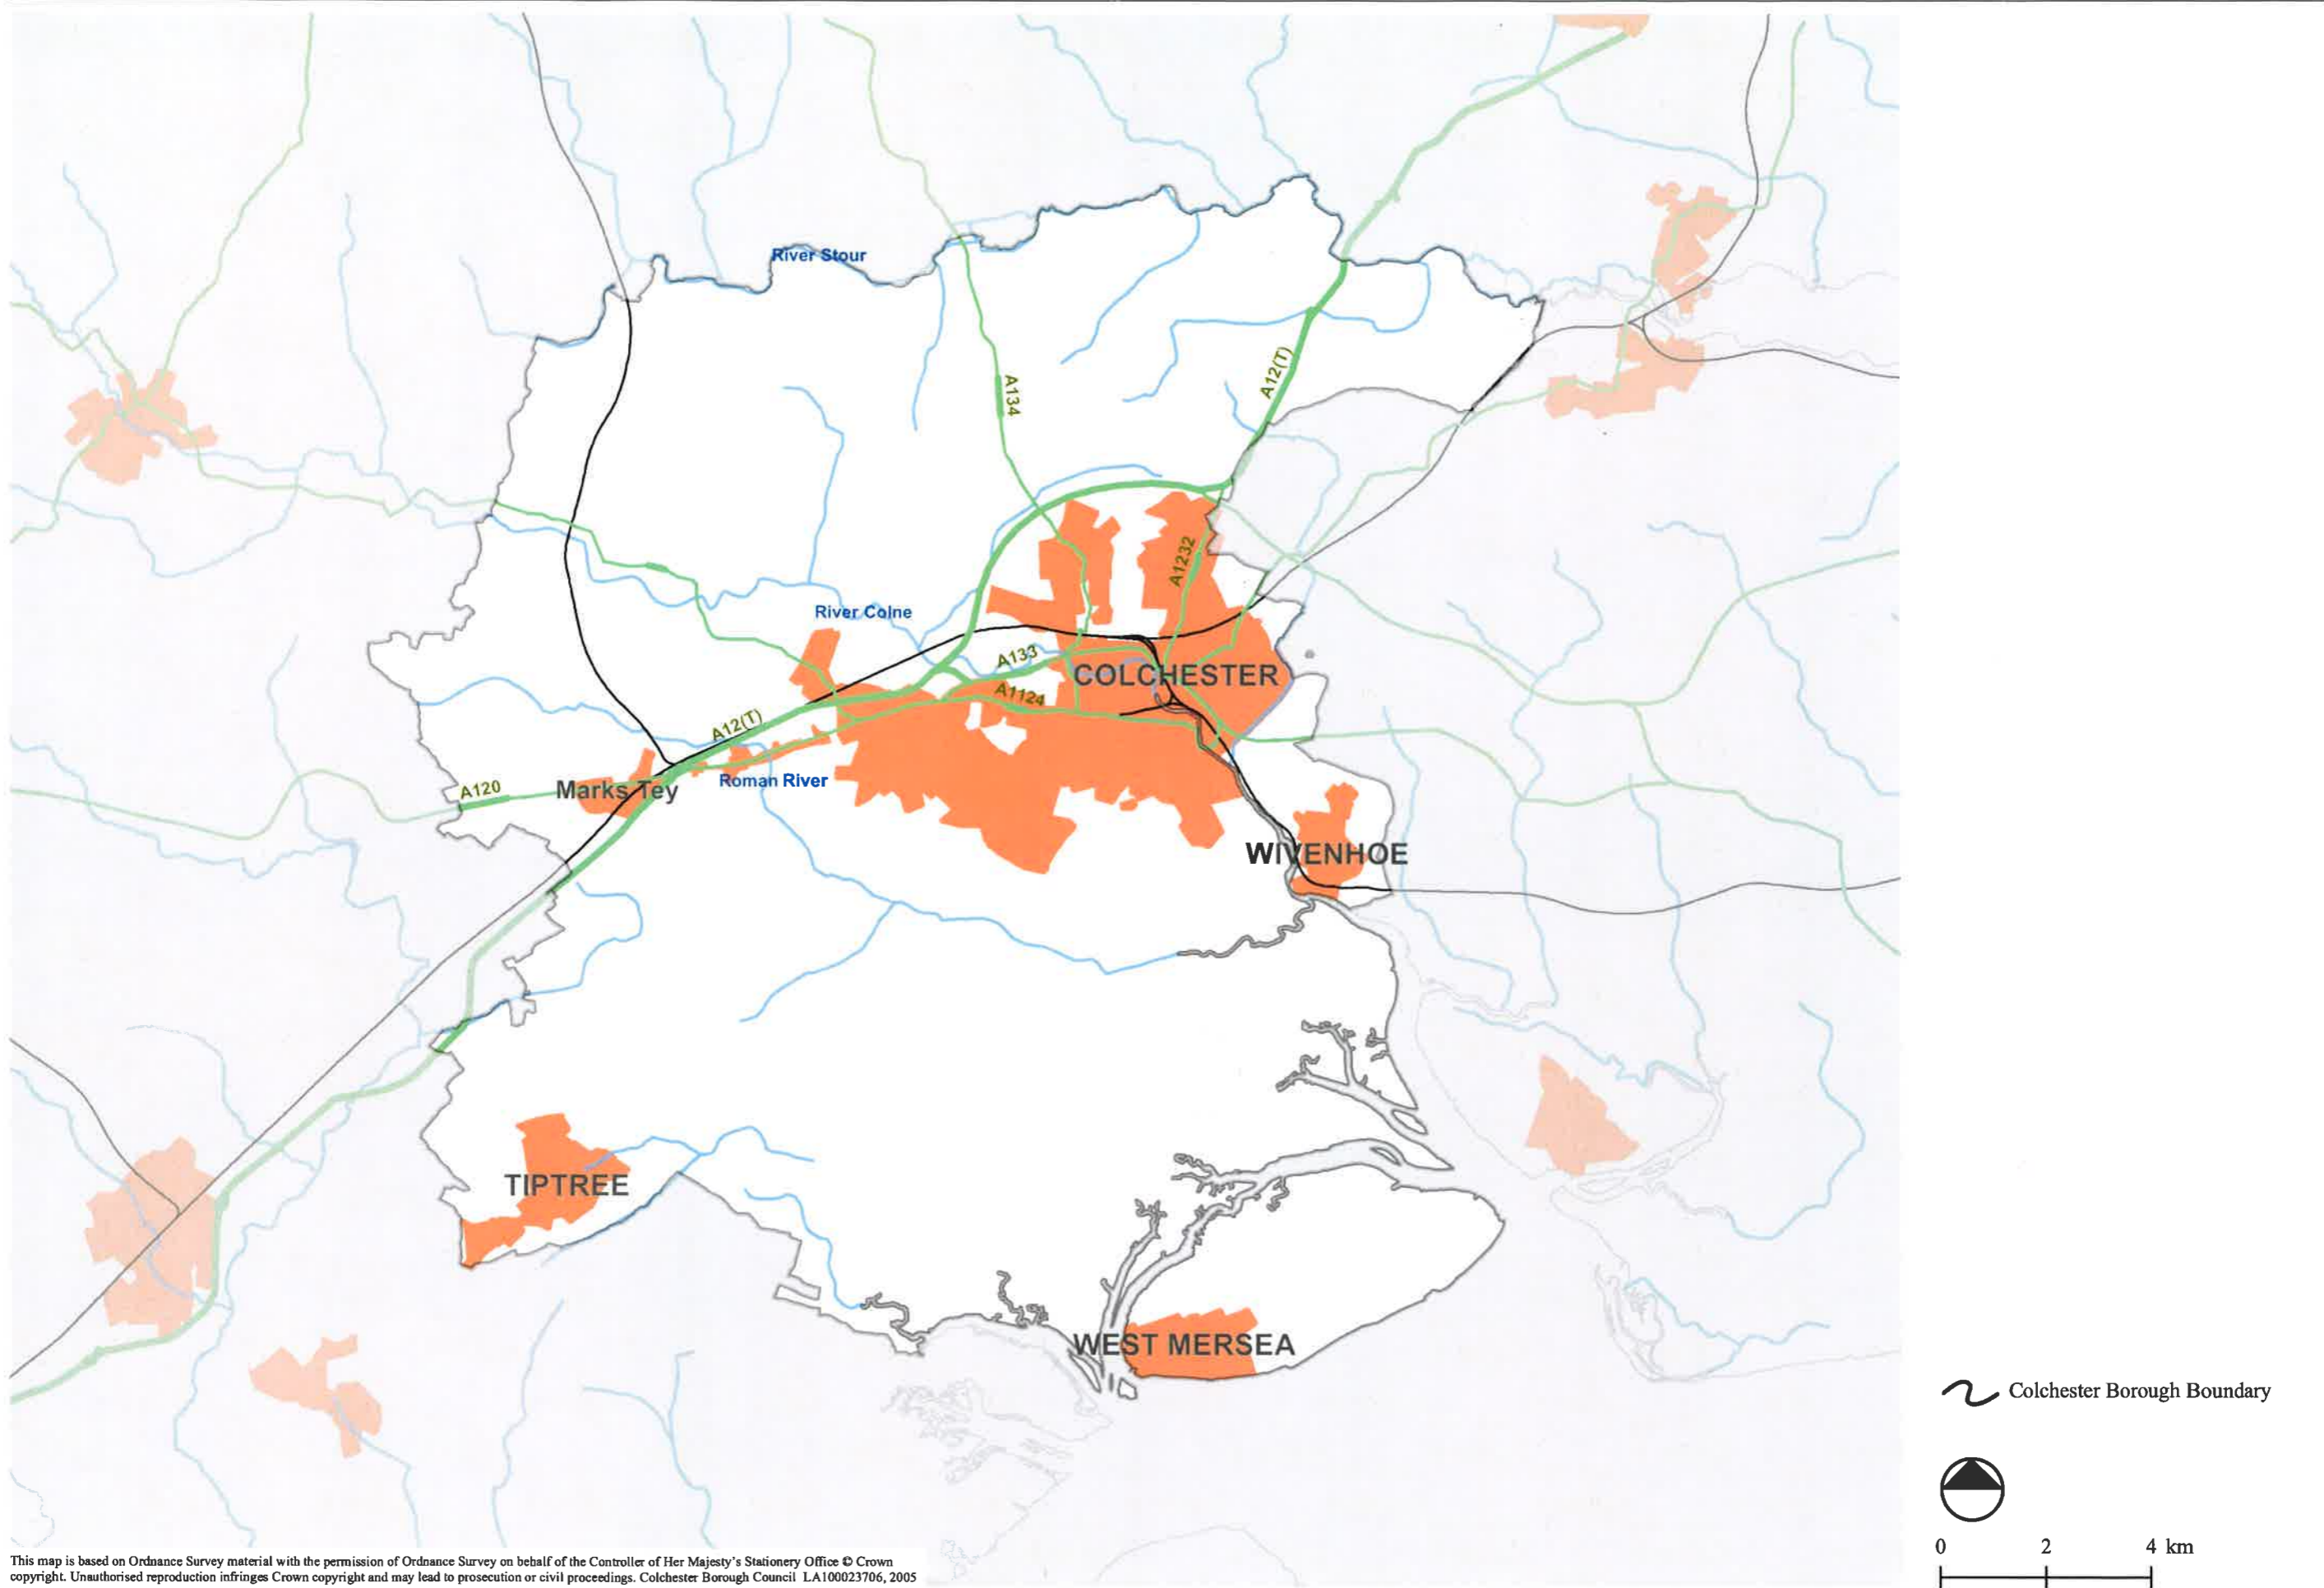 River Stour
A134
A12(T)
A1232
River Colne
A133
COLCHESTER
A1124
A12(T)
Roman River
A120
Marks Tey
WIVENHOE
TIPTREE
WEST MERSEA
Colchester Borough Boundary
0 2 4 km
This map is based on Ordnance Survey material with the permission of Ordnance Survey on behalf of the Controller of Her Majesty's Stationery Office © Crown
copyright. Unauthorised reproduction infringes Crown copyright and may lead to prosecution or civil proceedings. Colchester Borough Council LA100023706, 2005